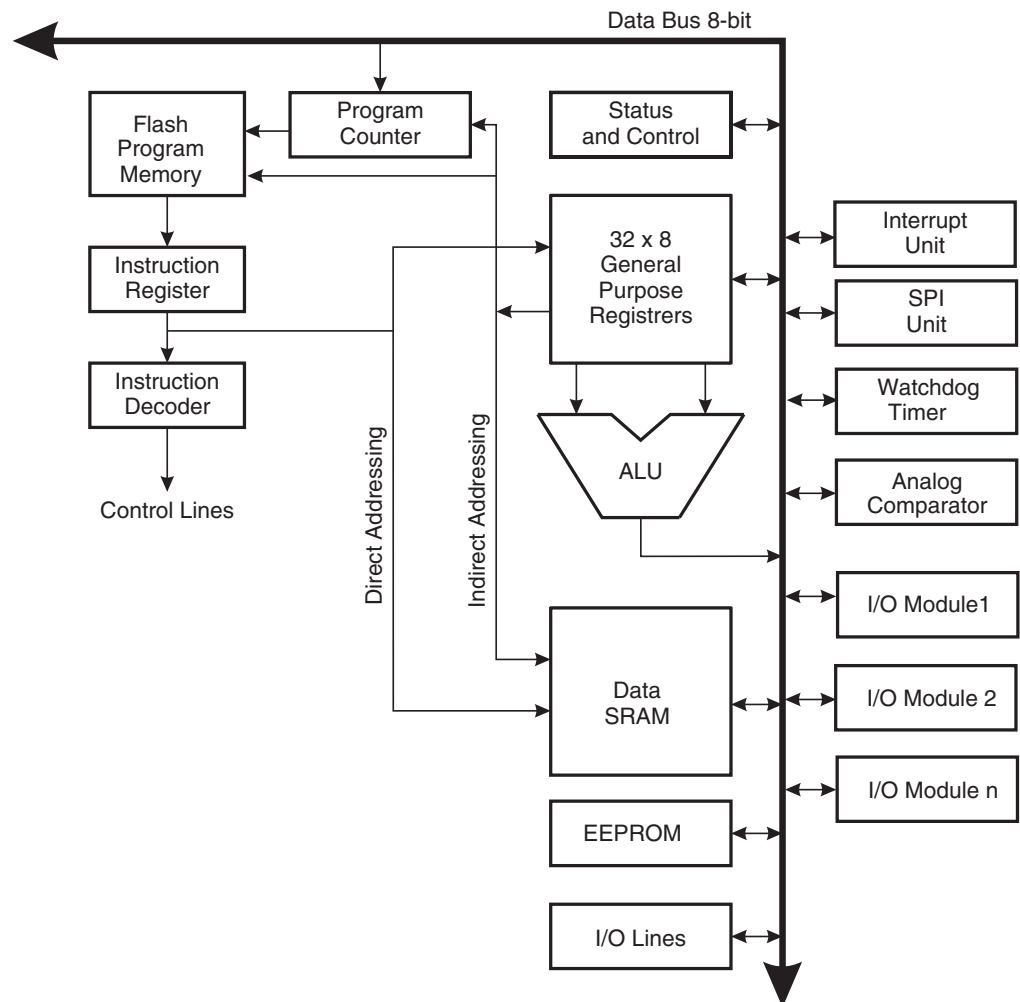 Data Bus 8-bit
Flash
Program
Memory
Program
Counter
Status
and Control
Interrupt
Unit
32 x 8
General
Purpose
Registrers
Instruction
Register
SPI
Unit
Instruction
Decoder
Watchdog
Timer
ALU
Analog
Comparator
Control Lines
Direct Addressing
Indirect Addressing
I/O Module1
Data
SRAM
I/O Module 2
I/O Module n
EEPROM
I/O Lines